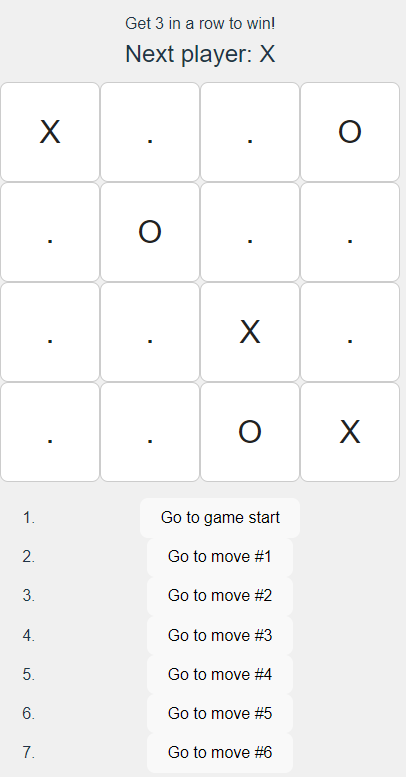 Get 3 in a row to win!
Next player: X
X . . O
. O . .
. . X .
. . O X
1. Go to game start
2. Go to move #1
3. Go to move #2
4. Go to move #3
5. Go to move #4
6. Go to move #5
7. Go to move #6